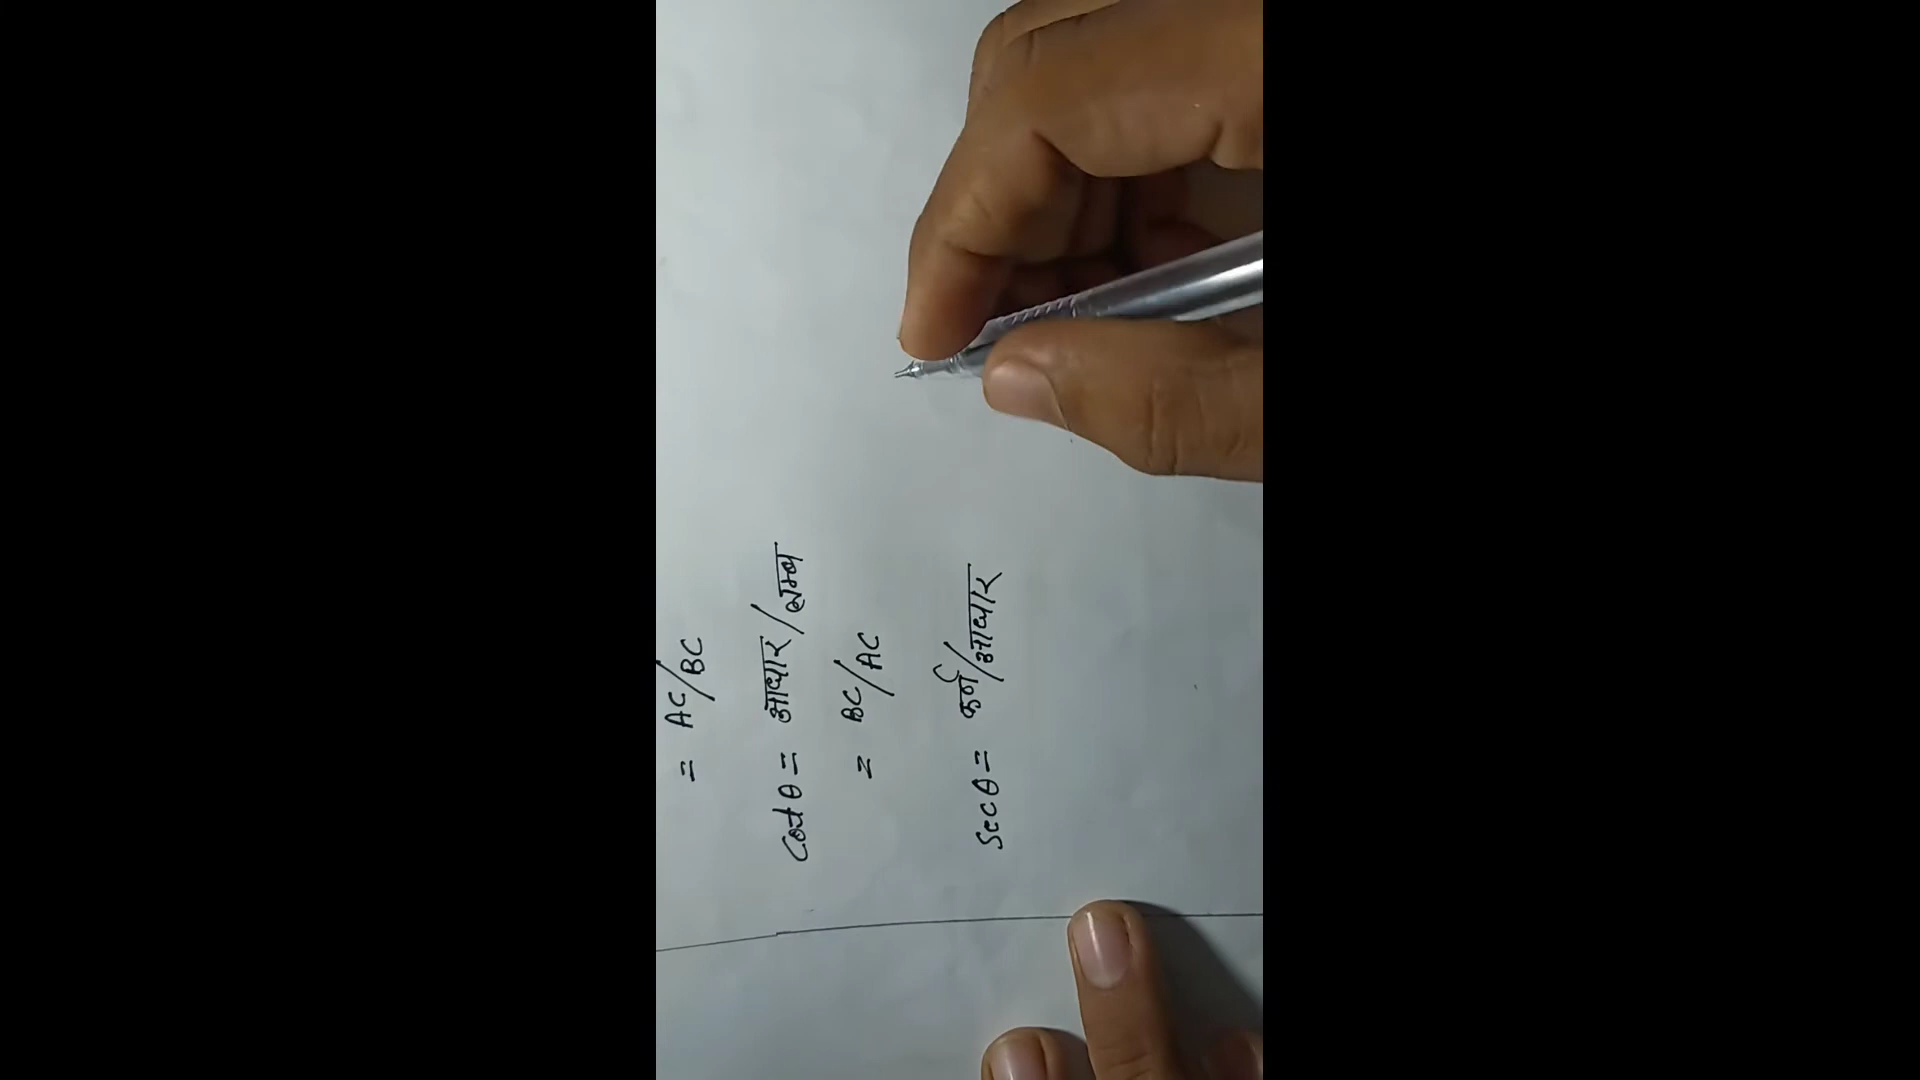 = AC/BC
Cotθ = आधार/लम्ब
= BC/AC
Secθ = कर्ण/आधार